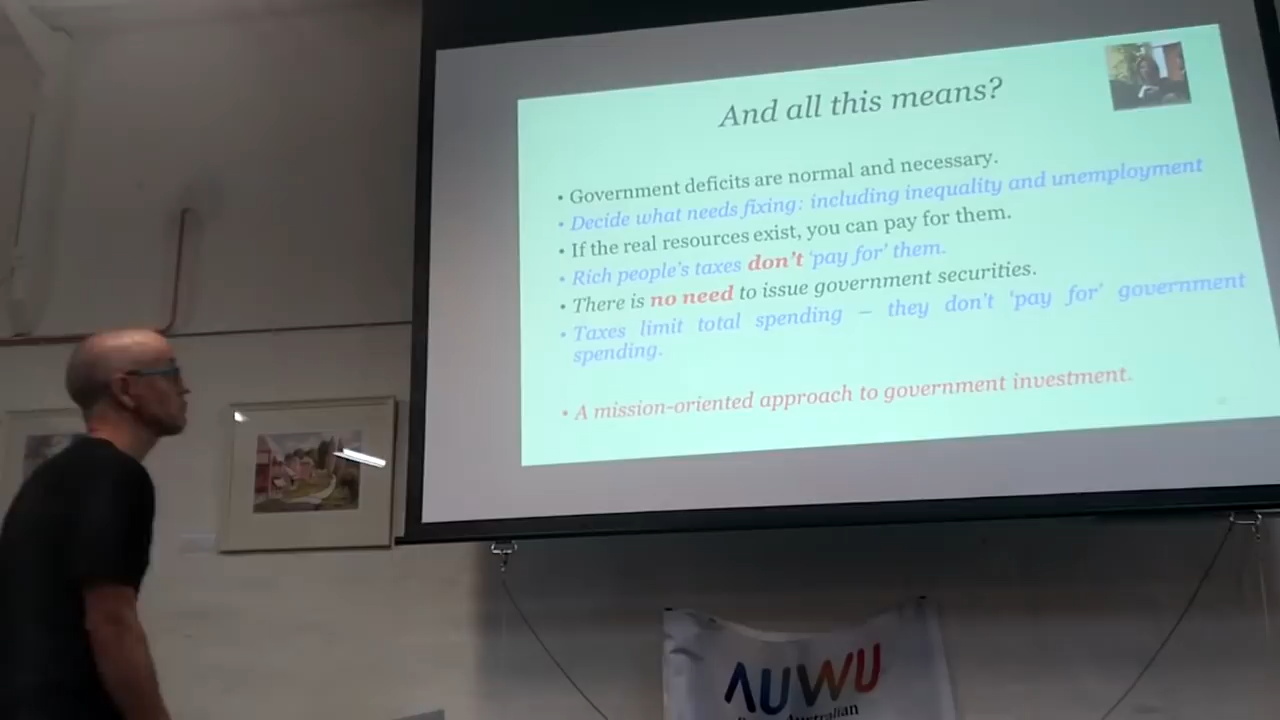 And all this means?
• Government deficits are normal and necessary.
• Decide what needs fixing: including inequality and unemployment
• If the real resources exist, you can pay for them.
• Rich people's taxes don't 'pay for' them.
• There is no need to issue government securities.
• Taxes limit total spending – they don't 'pay for' government
spending.
• A mission-oriented approach to government investment.
AUWU
Australian